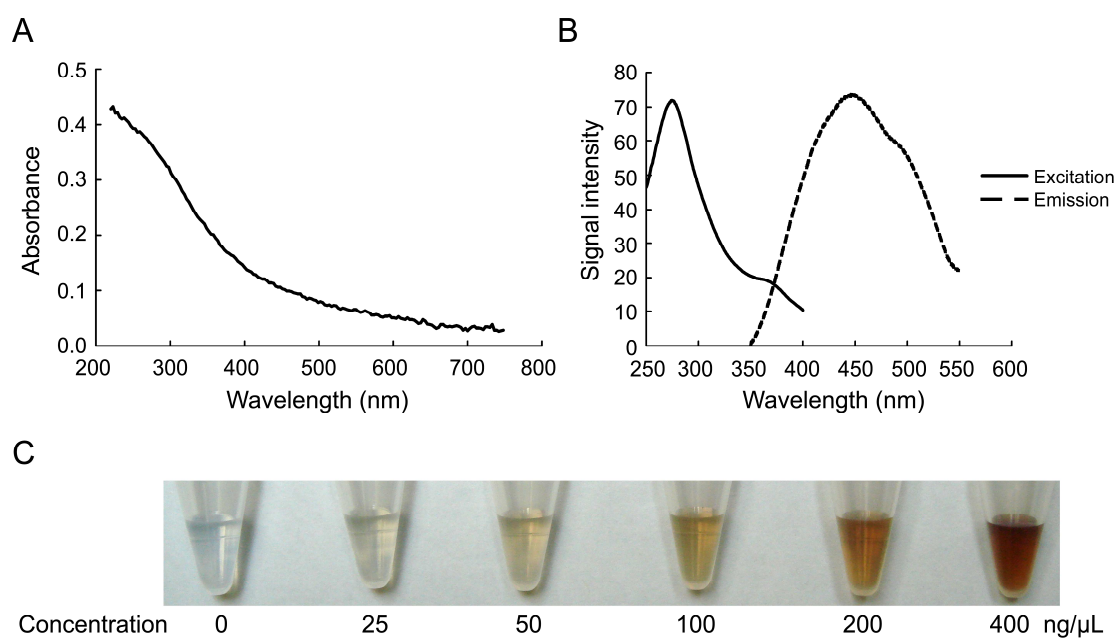 A
0.5
0.4
0.3
0.2
0.1
0.0
Absorbance
200 300 400 500 600 700 800
Wavelength (nm)
B
80
70
60
50
40
30
20
10
0
Signal intensity
250 300 350 400 450 500 550 600
Wavelength (nm)
Excitation
Emission
C
Concentration 0 25 50 100 200 400 ng/µL